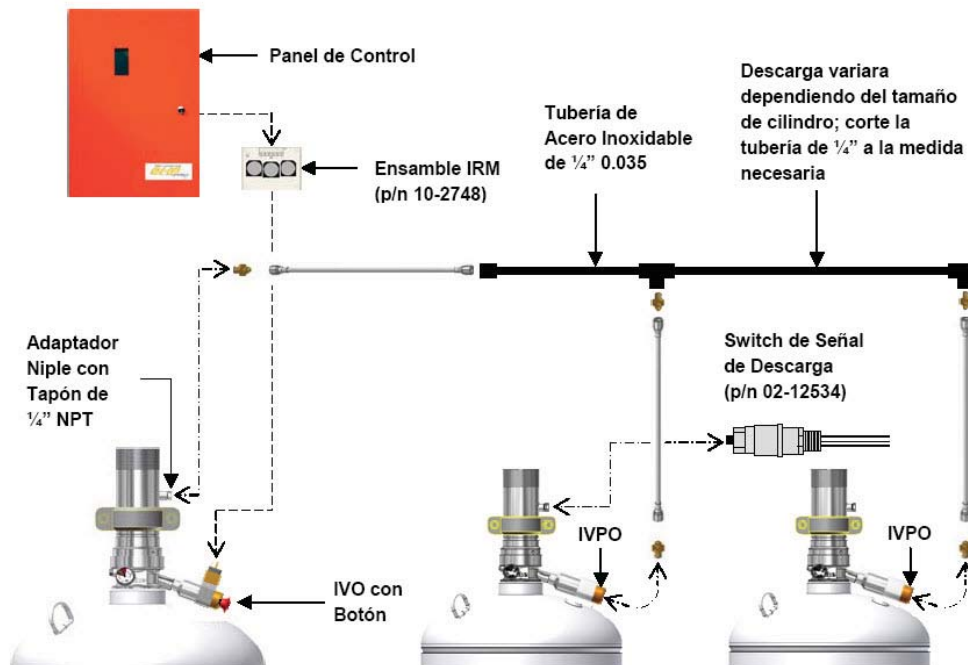 Panel de Control
Ensamble IRM
(p/n 10-2748)
Tubería de
Acero Inoxidable
de ¼” 0.035
Descarga variara
dependiendo del tamaño
de cilindro; corte la
tubería de ¼” a la medida
necesaria
Adaptador
Niple con
Tapón de
¼” NPT
Switch de Señal
de Descarga
(p/n 02-12534)
IVO con
Botón
IVPO
IVPO